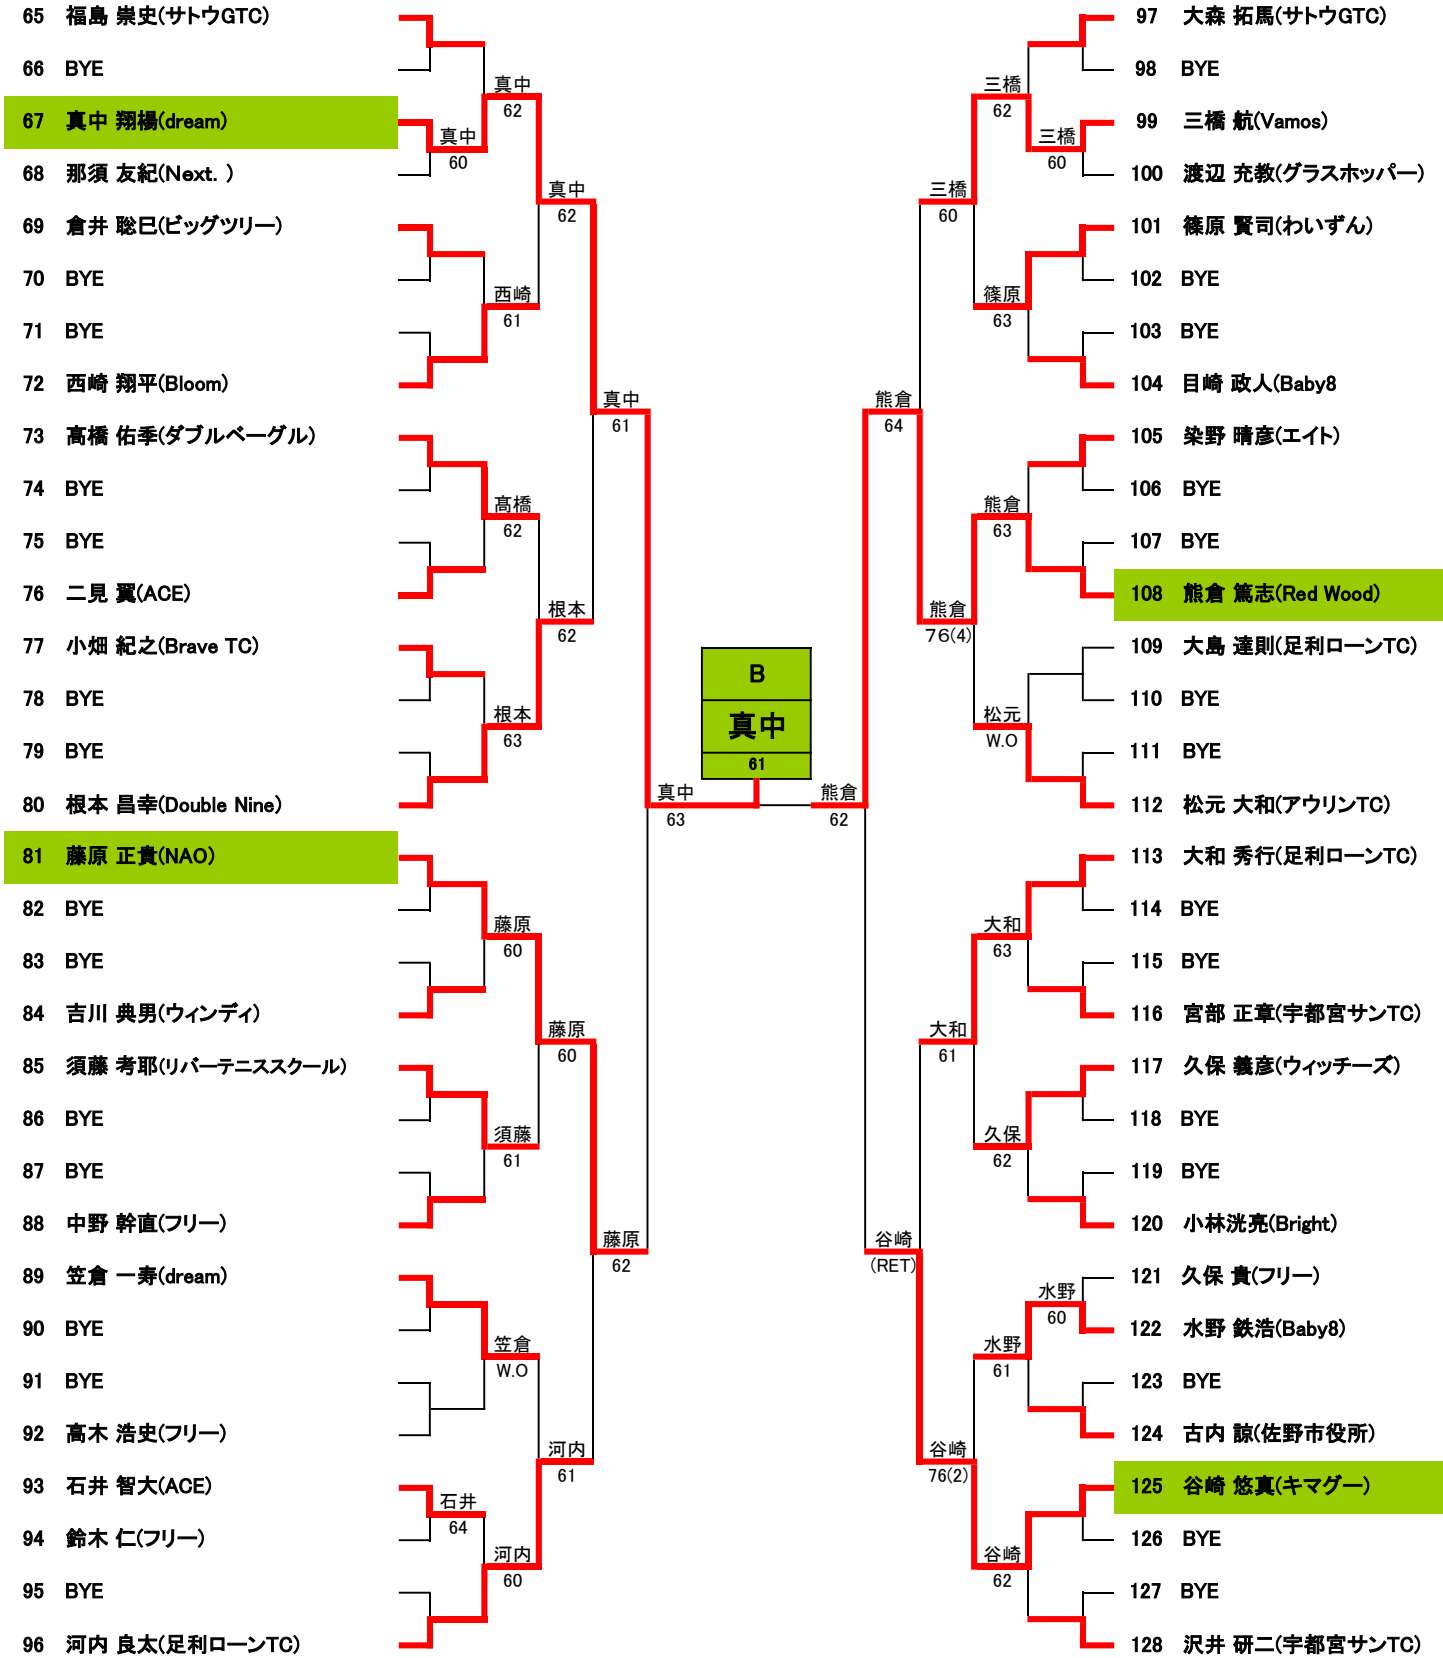 65 福島 崇史(サトウGTC)
66 BYE
67 真中 翔楊(dream)
68 那須 友紀(Next. )
69 倉井 聡巳(ビッグツリー)
70 BYE
71 BYE
72 西崎 翔平(Bloom)
73 髙橋 佑季(ダブルベーグル)
74 BYE
75 BYE
76 二見 翼(ACE)
77 小畑 紀之(Brave TC)
78 BYE
79 BYE
80 根本 昌幸(Double Nine)
81 藤原 正貴(NAO)
82 BYE
83 BYE
84 吉川 典男(ウィンディ)
85 須藤 考耶(リバーテニススクール)
86 BYE
87 BYE
88 中野 幹直(フリー)
89 笠倉 一寿(dream)
90 BYE
91 BYE
92 高木 浩史(フリー)
93 石井 智大(ACE)
94 鈴木 仁(フリー)
95 BYE
96 河内 良太(足利ローンTC)
真中
60
石井
64
真中
62
西崎
61
髙橋
62
根本
63
藤原
60
須藤
61
笠倉
W.O
河内
60
真中
62
根本
62
藤原
60
河内
61
真中
61
藤原
62
真中
63
B
真中
61
熊倉
62
熊倉
64
谷崎
(RET)
三橋
60
熊倉
76(4)
大和
61
谷崎
76(2)
三橋
62
篠原
63
熊倉
63
松元
W.O
大和
63
久保
62
水野
61
谷崎
62
三橋
60
水野
60
97 大森 拓馬(サトウGTC)
98 BYE
99 三橋 航(Vamos)
100 渡辺 充教(グラスホッパー)
101 篠原 賢司(わいずん)
102 BYE
103 BYE
104 目崎 政人(Baby8
105 染野 晴彦(エイト)
106 BYE
107 BYE
108 熊倉 篤志(Red Wood)
109 大島 達則(足利ローンTC)
110 BYE
111 BYE
112 松元 大和(アウリンTC)
113 大和 秀行(足利ローンTC)
114 BYE
115 BYE
116 宮部 正章(宇都宮サンTC)
117 久保 義彦(ウィッチーズ)
118 BYE
119 BYE
120 小林洸亮(Bright)
121 久保 貴(フリー)
122 水野 鉄浩(Baby8)
123 BYE
124 古内 諒(佐野市役所)
125 谷崎 悠真(キマグー)
126 BYE
127 BYE
128 沢井 研二(宇都宮サンTC)